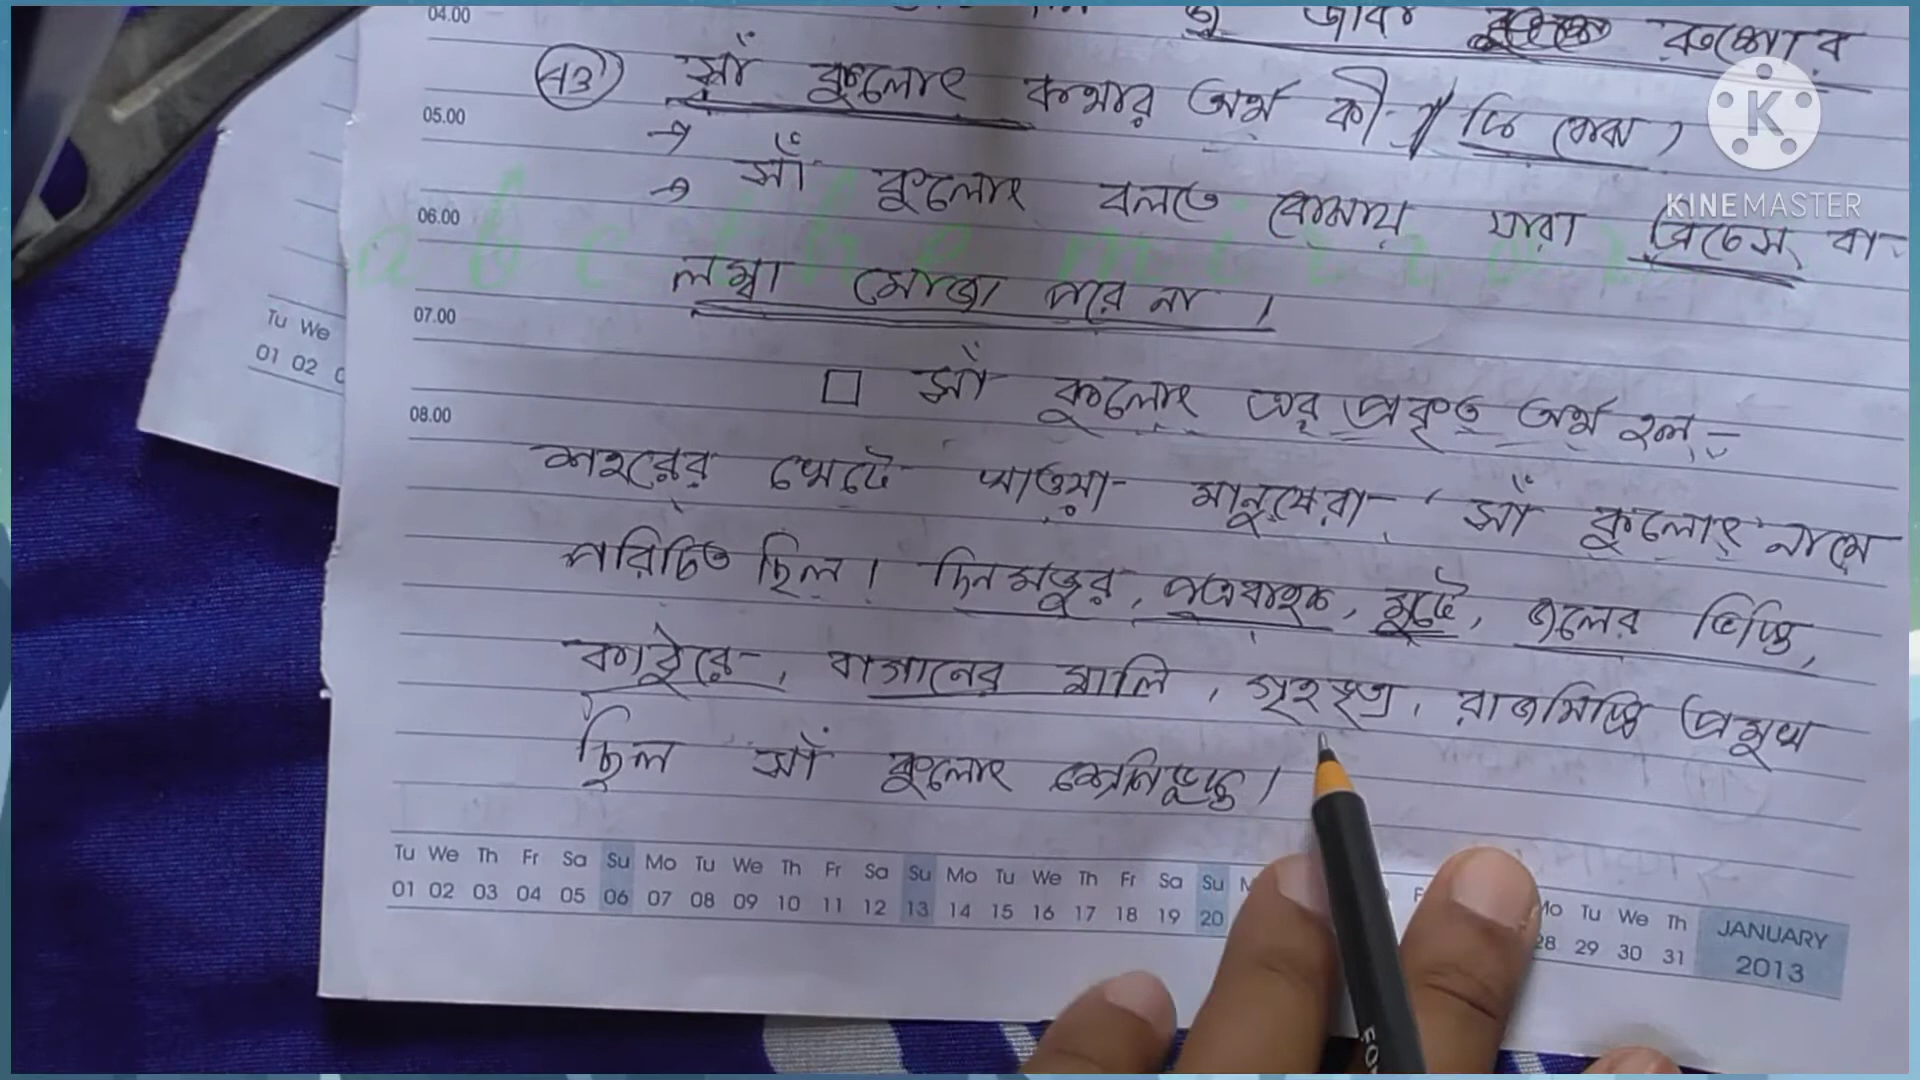 04.00
জীবন রুশোর
43 সাঁ কুলোৎ কথার অর্থ কী? / কি বোঝ?
05.00
→
→ সাঁ কুলোৎ বলতে বোঝায় যারা ব্রিচেস্ বা
06.00
a b c t h e m i r r o r
লম্বা মোজা পরে না।
07.00
□ সাঁ কুলোৎ এর প্রকৃত অর্থ হল—
08.00
শহরের খেটে খাওয়া মানুষেরা 'সাঁ কুলোৎ' নামে
পরিচিত ছিল। দিনমজুর, পত্রবাহক, মুটে, জলের ভিস্তি,
কাঠুরে, বাগানের মালি, গৃহভৃত্য, রাজমিস্ত্রি প্রমুখ
ছিল সাঁ কুলোৎ শ্রেনিভুক্ত।
Tu We
01 02
Tu We Th Fr Sa Su Mo Tu We Th Fr Sa Su Mo Tu We Th Fr Sa Su Mo Tu We Th
01 02 03 04 05 06 07 08 09 10 11 12 13 14 15 16 17 18 19 20 28 29 30 31
JANUARY
2013
K
KINEMASTER